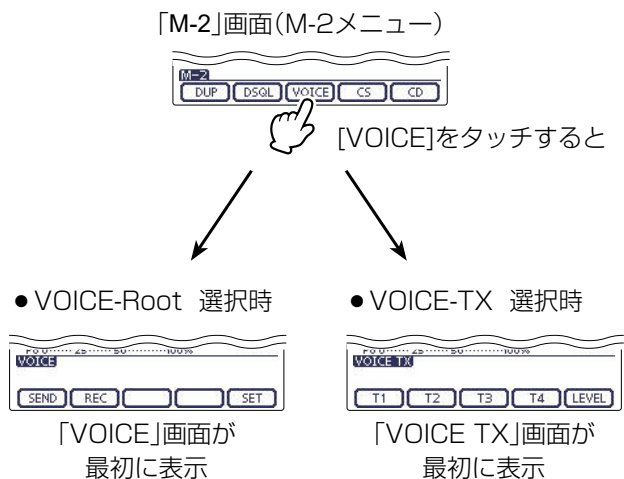 「M-2」画面(M-2メニュー)
M-2
DUP DSQL VOICE CS CD
[VOICE]をタッチすると
●VOICE-Root 選択時
VOICE
SEND REC SET
「VOICE」画面が
最初に表示
●VOICE-TX 選択時
VOICE TX
T1 T2 T3 T4 LEVEL
「VOICE TX」画面が
最初に表示